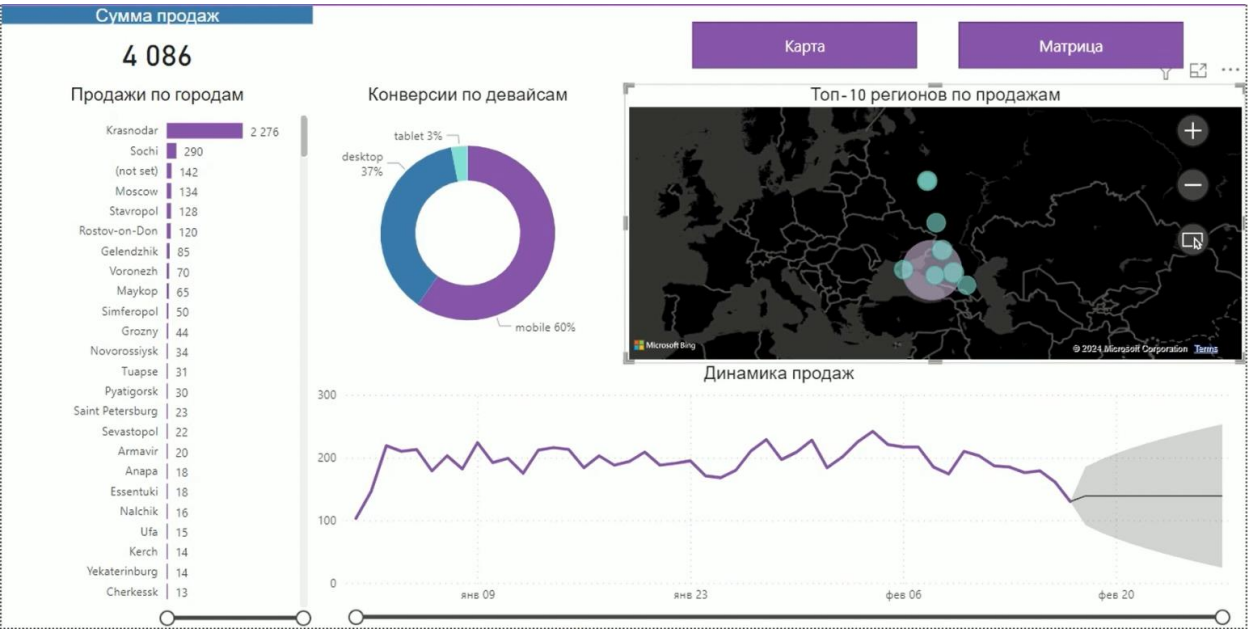 Сумма продаж
4 086
Карта
Матрица
Продажи по городам
Krasnodar 2 276
Sochi 290
(not set) 142
Moscow 134
Stavropol 128
Rostov-on-Don 120
Gelendzhik 85
Voronezh 70
Maykop 65
Simferopol 50
Grozny 44
Novorossiysk 34
Tuapse 31
Pyatigorsk 30
Saint Petersburg 23
Sevastopol 22
Armavir 20
Anapa 18
Essentuki 18
Nalchik 16
Ufa 15
Kerch 14
Yekaterinburg 14
Cherkessk 13
Конверсии по девайсам
tablet 3%
desktop
37%
mobile 60%
Топ-10 регионов по продажам
Microsoft Bing
© 2024 Microsoft Corporation Terms
Динамика продаж
300
200
100
0
янв 09
янв 23
фев 06
фев 20